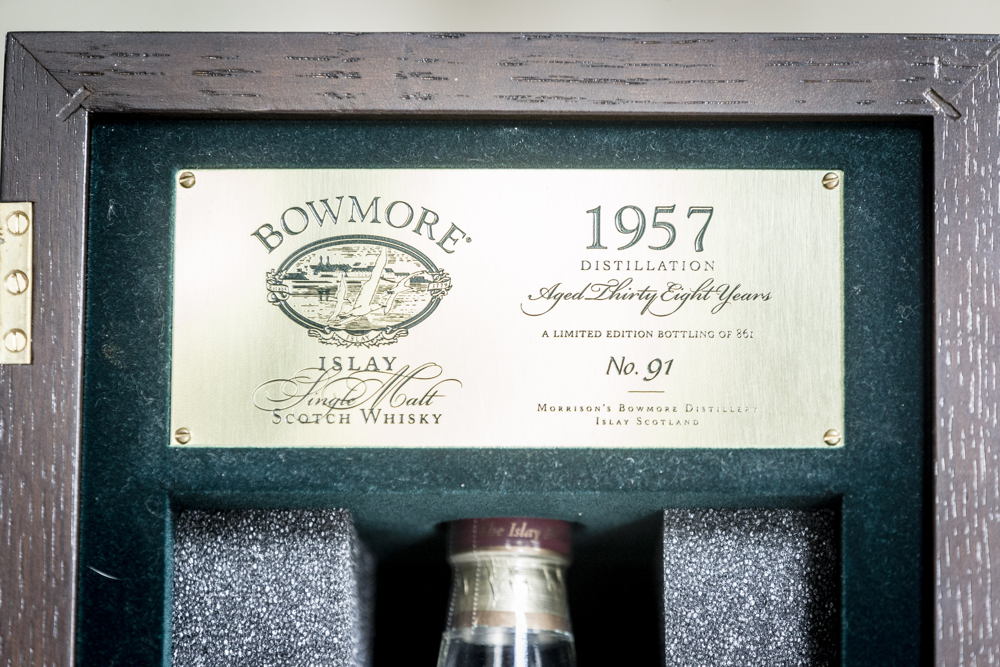 BOWMORE
ISLAY
Single Malt
SCOTCH WHISKY
1957
DISTILLATION
Aged Thirty Eight Years
A LIMITED EDITION BOTTLING OF 861
No. 91
MORRISON'S BOWMORE DISTILLERY
ISLAY SCOTLAND
Islay